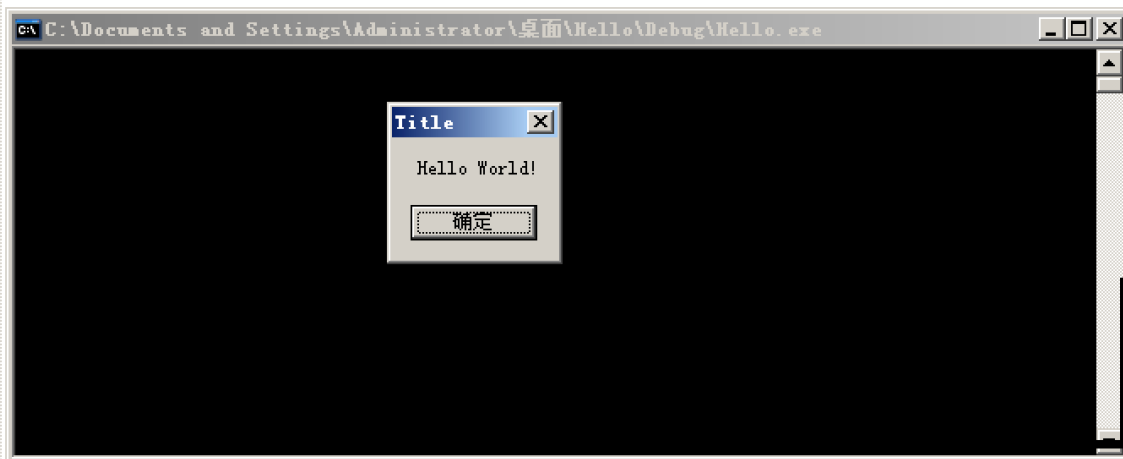 C:\Documents and Settings\Administrator\桌面\Hello\Debug\Hello.exe
Title
Hello World!
确定